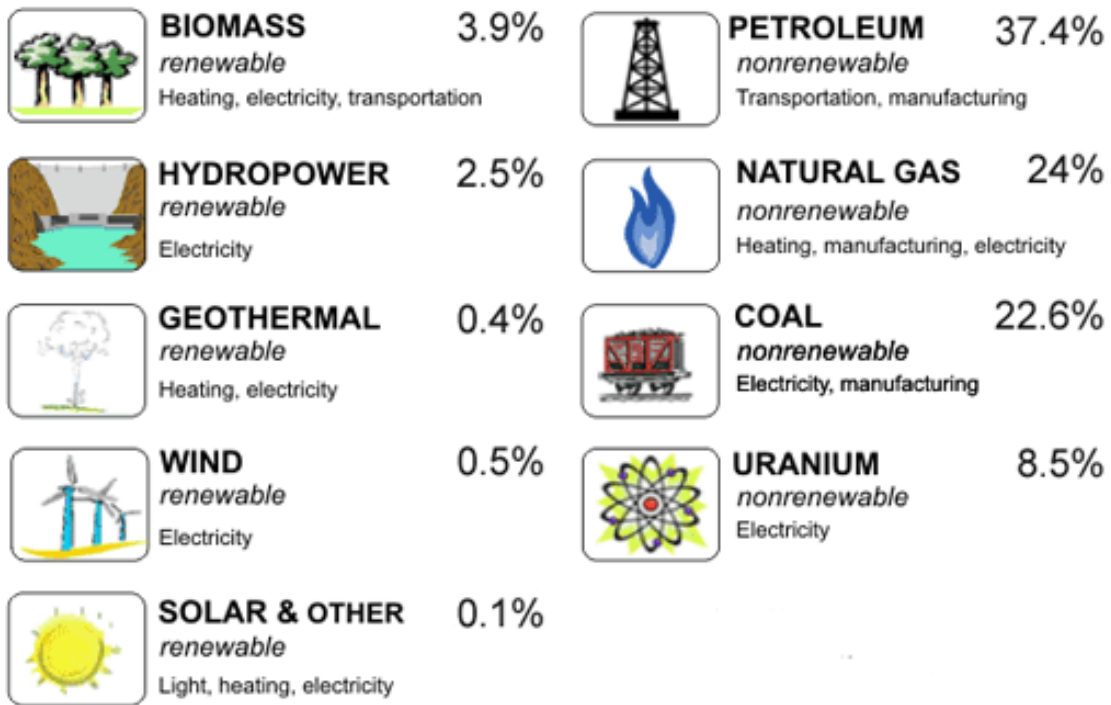 BIOMASS 3.9%
renewable
Heating, electricity, transportation
HYDROPOWER 2.5%
renewable
Electricity
GEOTHERMAL 0.4%
renewable
Heating, electricity
WIND 0.5%
renewable
Electricity
SOLAR & OTHER 0.1%
renewable
Light, heating, electricity
PETROLEUM 37.4%
nonrenewable
Transportation, manufacturing
NATURAL GAS 24%
nonrenewable
Heating, manufacturing, electricity
COAL 22.6%
nonrenewable
Electricity, manufacturing
URANIUM 8.5%
nonrenewable
Electricity